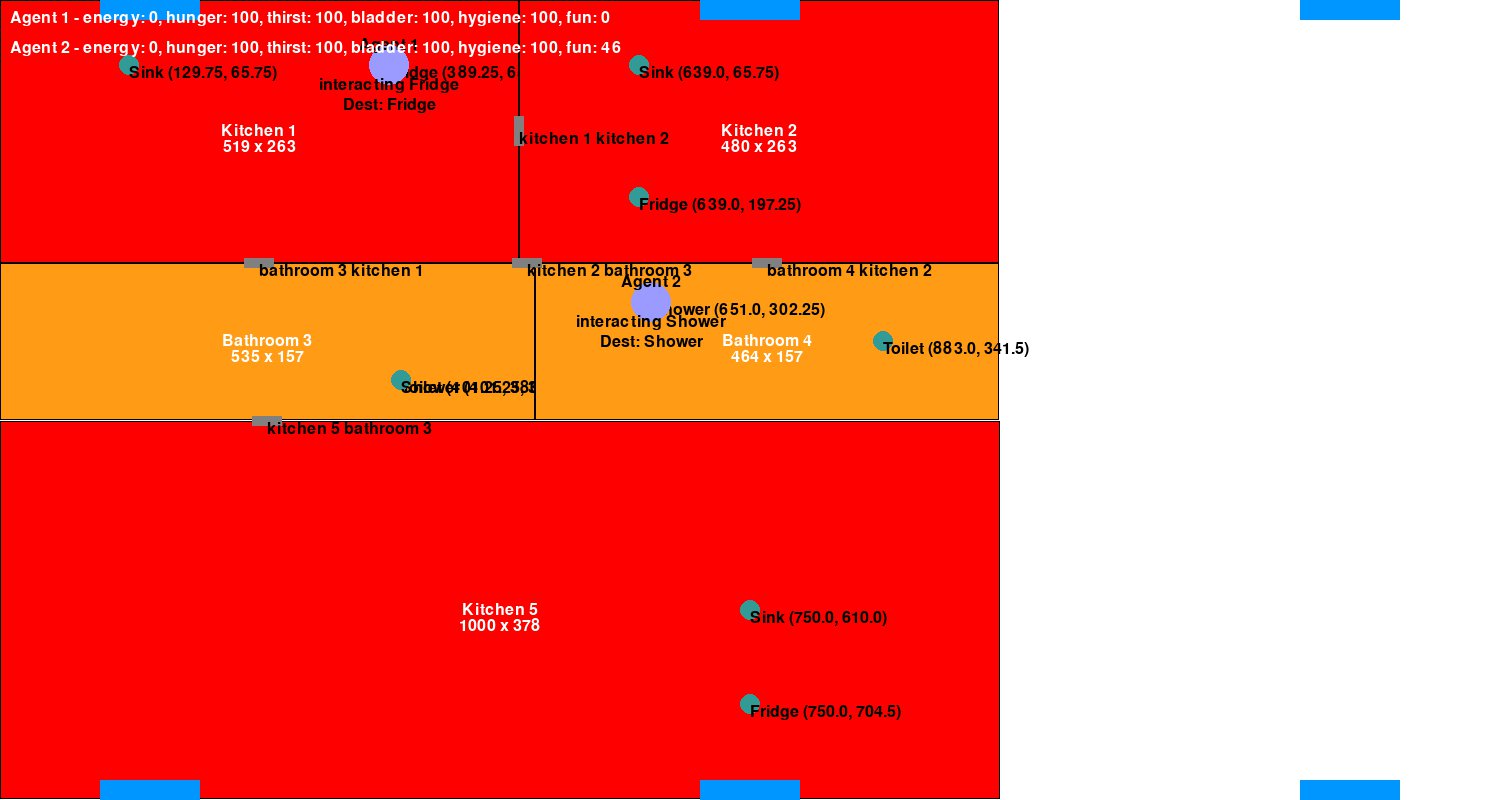 Agent 1 - energy: 0, hunger: 100, thirst: 100, bladder: 100, hygiene: 100, fun: 0
Agent 2 - energy: 0, hunger: 100, thirst: 100, bladder: 100, hygiene: 100, fun: 46
Sink (129.75, 65.75)
dge (389.25, 6
Sink (639.0, 65.75)
interacting Fridge
Dest: Fridge
Kitchen 1
519 x 263
kitchen 1 kitchen 2
Kitchen 2
480 x 263
Fridge (639.0, 197.25)
bathroom 3 kitchen 1
kitchen 2 bathroom 3
bathroom 4 kitchen 2
Agent 2
ower (651.0, 302.25)
interacting Shower
Dest: Shower
Bathroom 3
535 x 157
Bathroom 4
464 x 157
Toilet (883.0, 341.5)
kitchen 5 bathroom 3
Kitchen 5
1000 x 378
Sink (750.0, 610.0)
Fridge (750.0, 704.5)